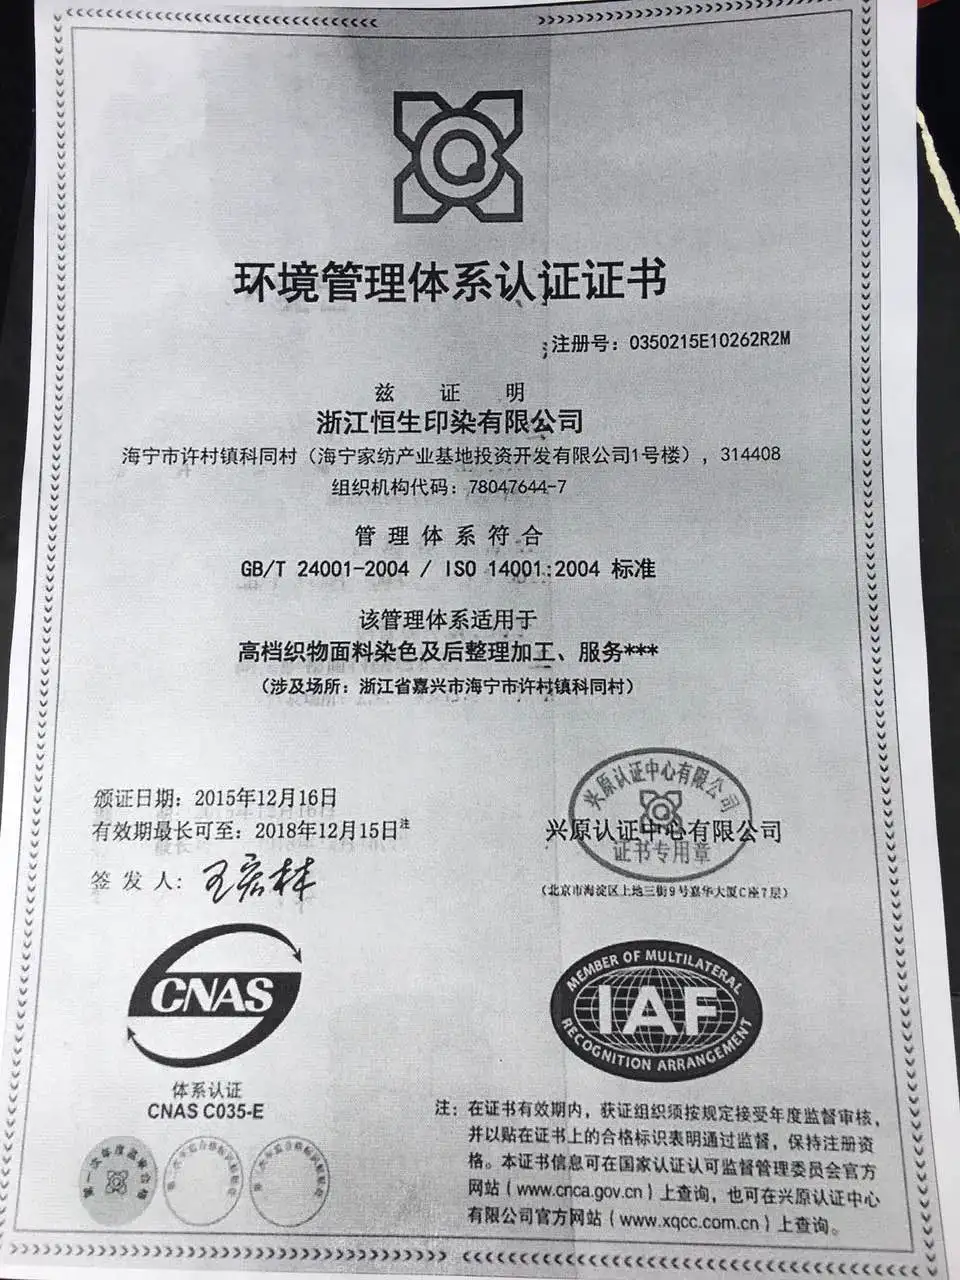 环境管理体系认证证书
注册号：0350215E10262R2M
兹 证 明
浙江恒生印染有限公司
海宁市许村镇科同村（海宁家纺产业基地投资开发有限公司1号楼），314408
组织机构代码：78047644-7
管 理 体 系 符 合
GB/T 24001-2004 / ISO 14001:2004 标准
该管理体系适用于
高档织物面料染色及后整理加工、服务***
（涉及场所：浙江省嘉兴市海宁市许村镇科同村）
颁证日期：2015年12月16日
有效期最长可至：2018年12月15日注
签 发 人：王宏林
兴原认证中心有限公司
证书专用章
兴原认证中心有限公司
（北京市海淀区上地三街9号嘉华大厦C座7层）
CNAS
体系认证
CNAS C035-E
MEMBER OF MULTILATERAL
IAF
RECOGNITION ARRANGEMENT
第一次年度监督合格
注：在证书有效期内，获证组织须按规定接受年度监督审核，
并以贴在证书上的合格标识表明通过监督，保持注册资
格。本证书信息可在国家认证认可监督管理委员会官方
网站（www.cnca.gov.cn）上查询，也可在兴原认证中心
有限公司官方网站（www.xqcc.com.cn）上查询。